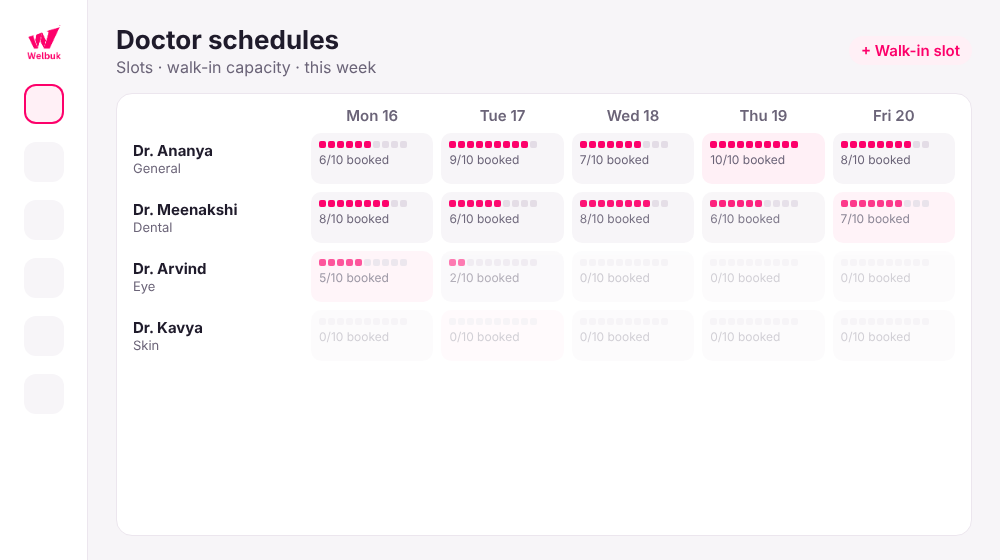 Welbuk
Doctor schedules
Slots · walk-in capacity · this week
+ Walk-in slot
Mon 16 Tue 17 Wed 18 Thu 19 Fri 20
Dr. Ananya
General
6/10 booked 9/10 booked 7/10 booked 10/10 booked 8/10 booked
Dr. Meenakshi
Dental
8/10 booked 6/10 booked 8/10 booked 6/10 booked 7/10 booked
Dr. Arvind
Eye
5/10 booked 2/10 booked 0/10 booked 0/10 booked 0/10 booked
Dr. Kavya
Skin
0/10 booked 0/10 booked 0/10 booked 0/10 booked 0/10 booked